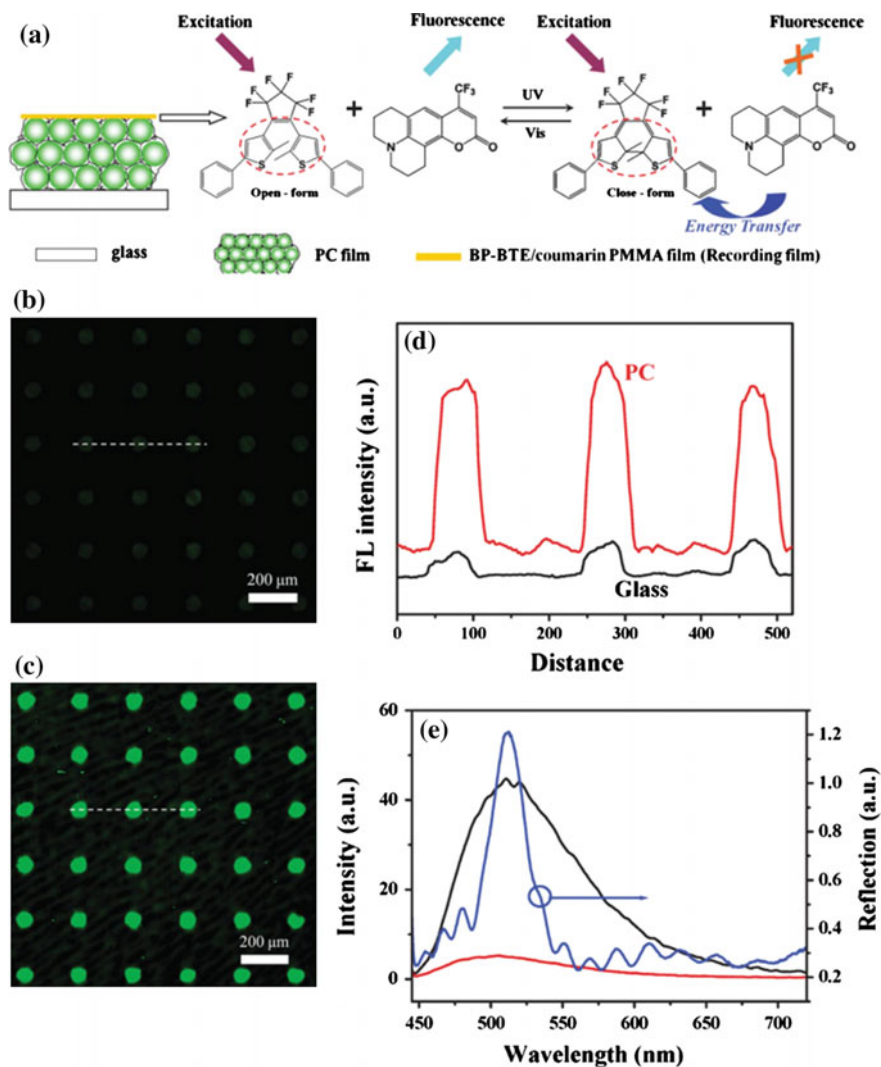 (a)
Excitation
Fluorescence
Excitation
Fluorescence
F F F F F F
+
CF3
UV
Vis
F F F F F F
+
CF3
S S
N O O
S S
N O O
Open - form
Close - form
Energy Transfer
glass
PC film
BP-BTE/coumarin PMMA film (Recording film)
(b)
200 μm
(c)
200 μm
(d)
PC
Glass
FL intensity (a.u.)
0 100 200 300 400 500
Distance
(e)
60
40
20
0
Intensity (a.u.)
1.2
1.0
0.8
0.6
0.4
0.2
Reflection (a.u.)
450 500 550 600 650 700
Wavelength (nm)